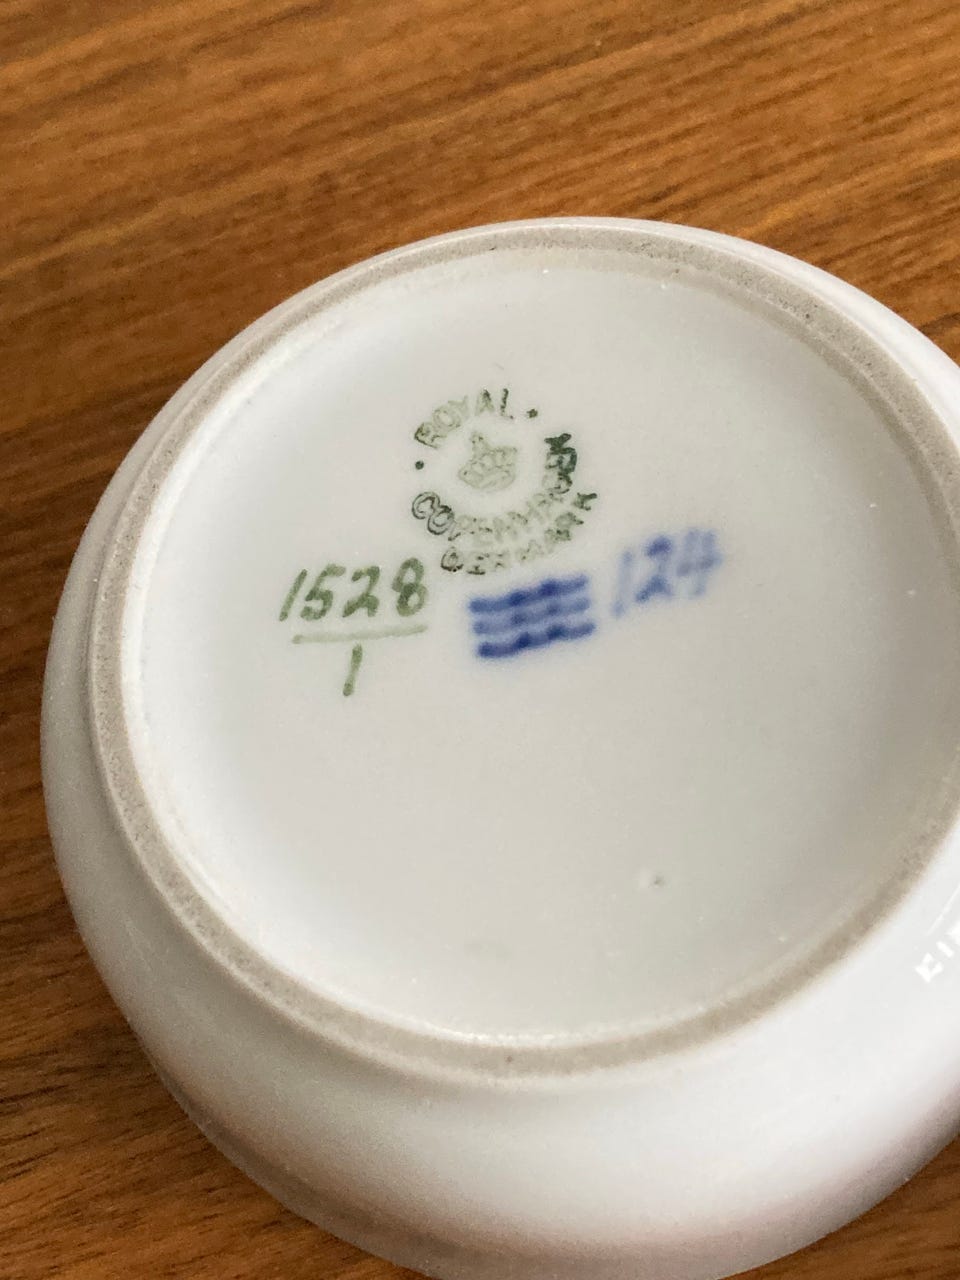 ROYAL
COPENHAGEN
DENMARK
1528
1
124